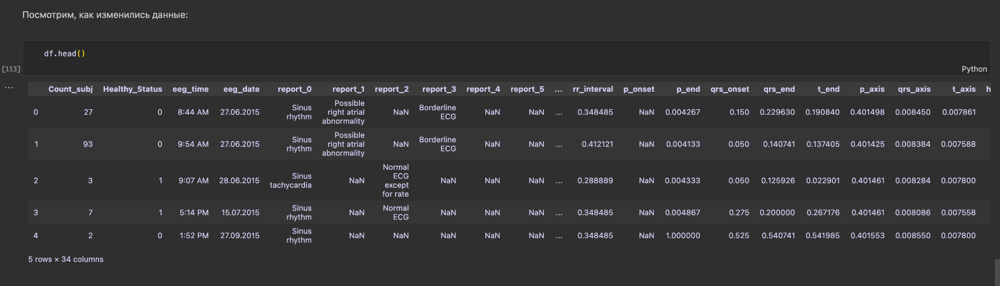 Посмотрим, как изменились данные:
df.head()
[113]
Python
...
Count_subj Healthy_Status eeg_time eeg_date report_0 report_1 report_2 report_3 report_4 report_5 ... rr_interval p_onset p_end qrs_onset qrs_end t_end p_axis qrs_axis t_axis h
0 27 0 8:44 AM 27.06.2015 Sinus rhythm Possible right atrial abnormality NaN Borderline ECG NaN NaN ... 0.348485 NaN 0.004267 0.150 0.229630 0.190840 0.401498 0.008450 0.007861
1 93 0 9:54 AM 27.06.2015 Sinus rhythm Possible right atrial abnormality NaN Borderline ECG NaN NaN ... 0.412121 NaN 0.004133 0.050 0.140741 0.137405 0.401425 0.008384 0.007588
2 3 1 9:07 AM 28.06.2015 Sinus tachycardia NaN Normal ECG except for rate NaN NaN NaN ... 0.288889 NaN 0.004333 0.050 0.125926 0.022901 0.401461 0.008284 0.007800
3 7 1 5:14 PM 15.07.2015 Sinus rhythm NaN Normal ECG NaN NaN NaN ... 0.348485 NaN 0.004867 0.275 0.200000 0.267176 0.401461 0.008086 0.007558
4 2 0 1:52 PM 27.09.2015 Sinus rhythm NaN NaN NaN NaN NaN ... 0.348485 NaN 1.000000 0.525 0.540741 0.541985 0.401553 0.008550 0.007800
5 rows × 34 columns